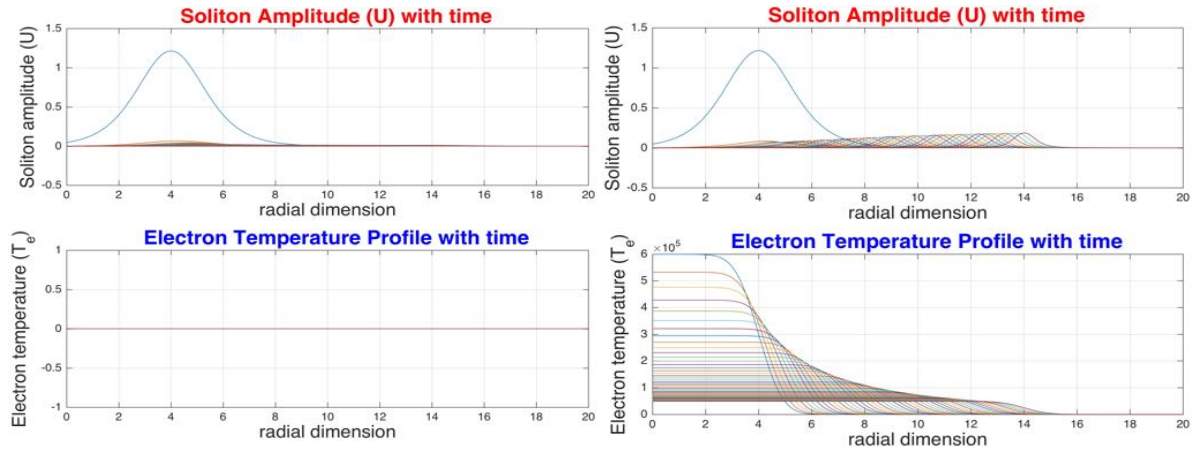 Soliton Amplitude (U) with time
Soliton amplitude (U)
1.5
1
0.5
0
-0.5
0 2 4 6 8 10 12 14 16 18 20
radial dimension
Soliton Amplitude (U) with time
Soliton amplitude (U)
1.5
1
0.5
0
-0.5
0 2 4 6 8 10 12 14 16 18 20
radial dimension
Electron Temperature Profile with time
Electron temperature (Te)
1
0.5
0
-0.5
-1
0 2 4 6 8 10 12 14 16 18 20
radial dimension
Electron Temperature Profile with time
Electron temperature (Te)
×10^5
6
5
4
3
2
1
0
0 2 4 6 8 10 12 14 16 18 20
radial dimension